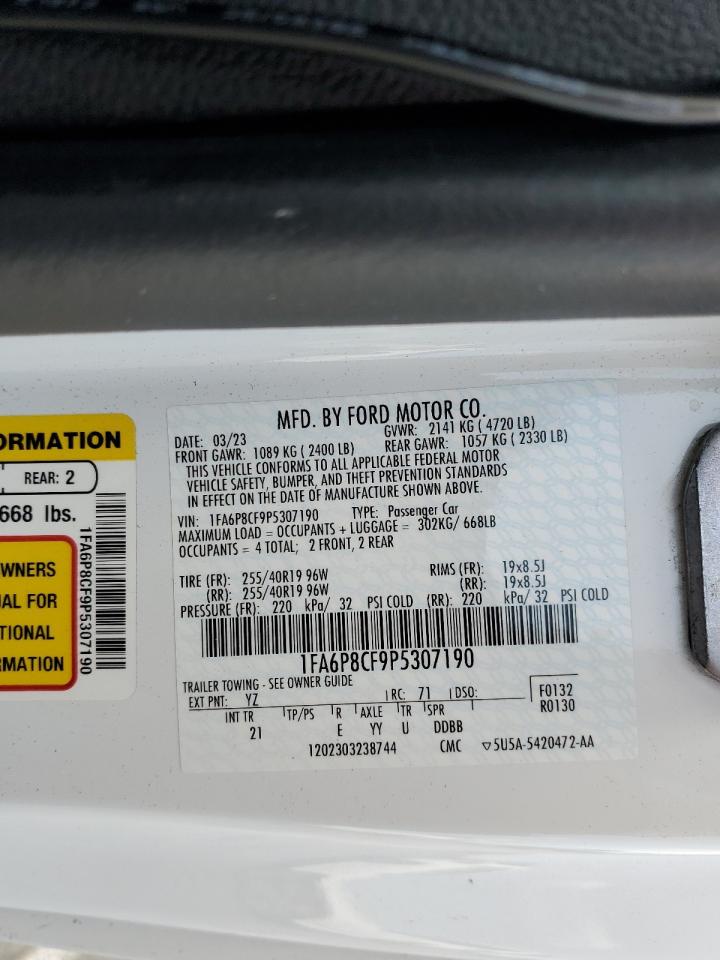 ORMATION
REAR: 2
668 lbs.
WNERS
UAL FOR
TIONAL
RMATION
1FA6P8CF9P5307190
MFD. BY FORD MOTOR CO.
DATE: 03/23 GVWR: 2141 KG ( 4720 LB)
FRONT GAWR: 1089 KG ( 2400 LB) REAR GAWR: 1057 KG ( 2330 LB)
THIS VEHICLE CONFORMS TO ALL APPLICABLE FEDERAL MOTOR
VEHICLE SAFETY, BUMPER, AND THEFT PREVENTION STANDARDS
IN EFFECT ON THE DATE OF MANUFACTURE SHOWN ABOVE.
VIN: 1FA6P8CF9P5307190 TYPE: Passenger Car
MAXIMUM LOAD = OCCUPANTS + LUGGAGE = 302KG/ 668LB
OCCUPANTS = 4 TOTAL; 2 FRONT, 2 REAR
TIRE (FR): 255/40R19 96W RIMS (FR): 19x8.5J
(RR): 255/40R19 96W (RR): 19x8.5J
PRESSURE (FR): 220 kPa/ 32 PSI COLD (RR): 220 kPa/ 32 PSI COLD
1FA6P8CF9P5307190
TRAILER TOWING - SEE OWNER GUIDE
EXT PNT: YZ RC: 71 DSO: F0132
INT TR TP/PS R AXLE TR SPR R0130
21 E YY U DDBB
1202303238744 CMC ▽5U5A-5420472-AA